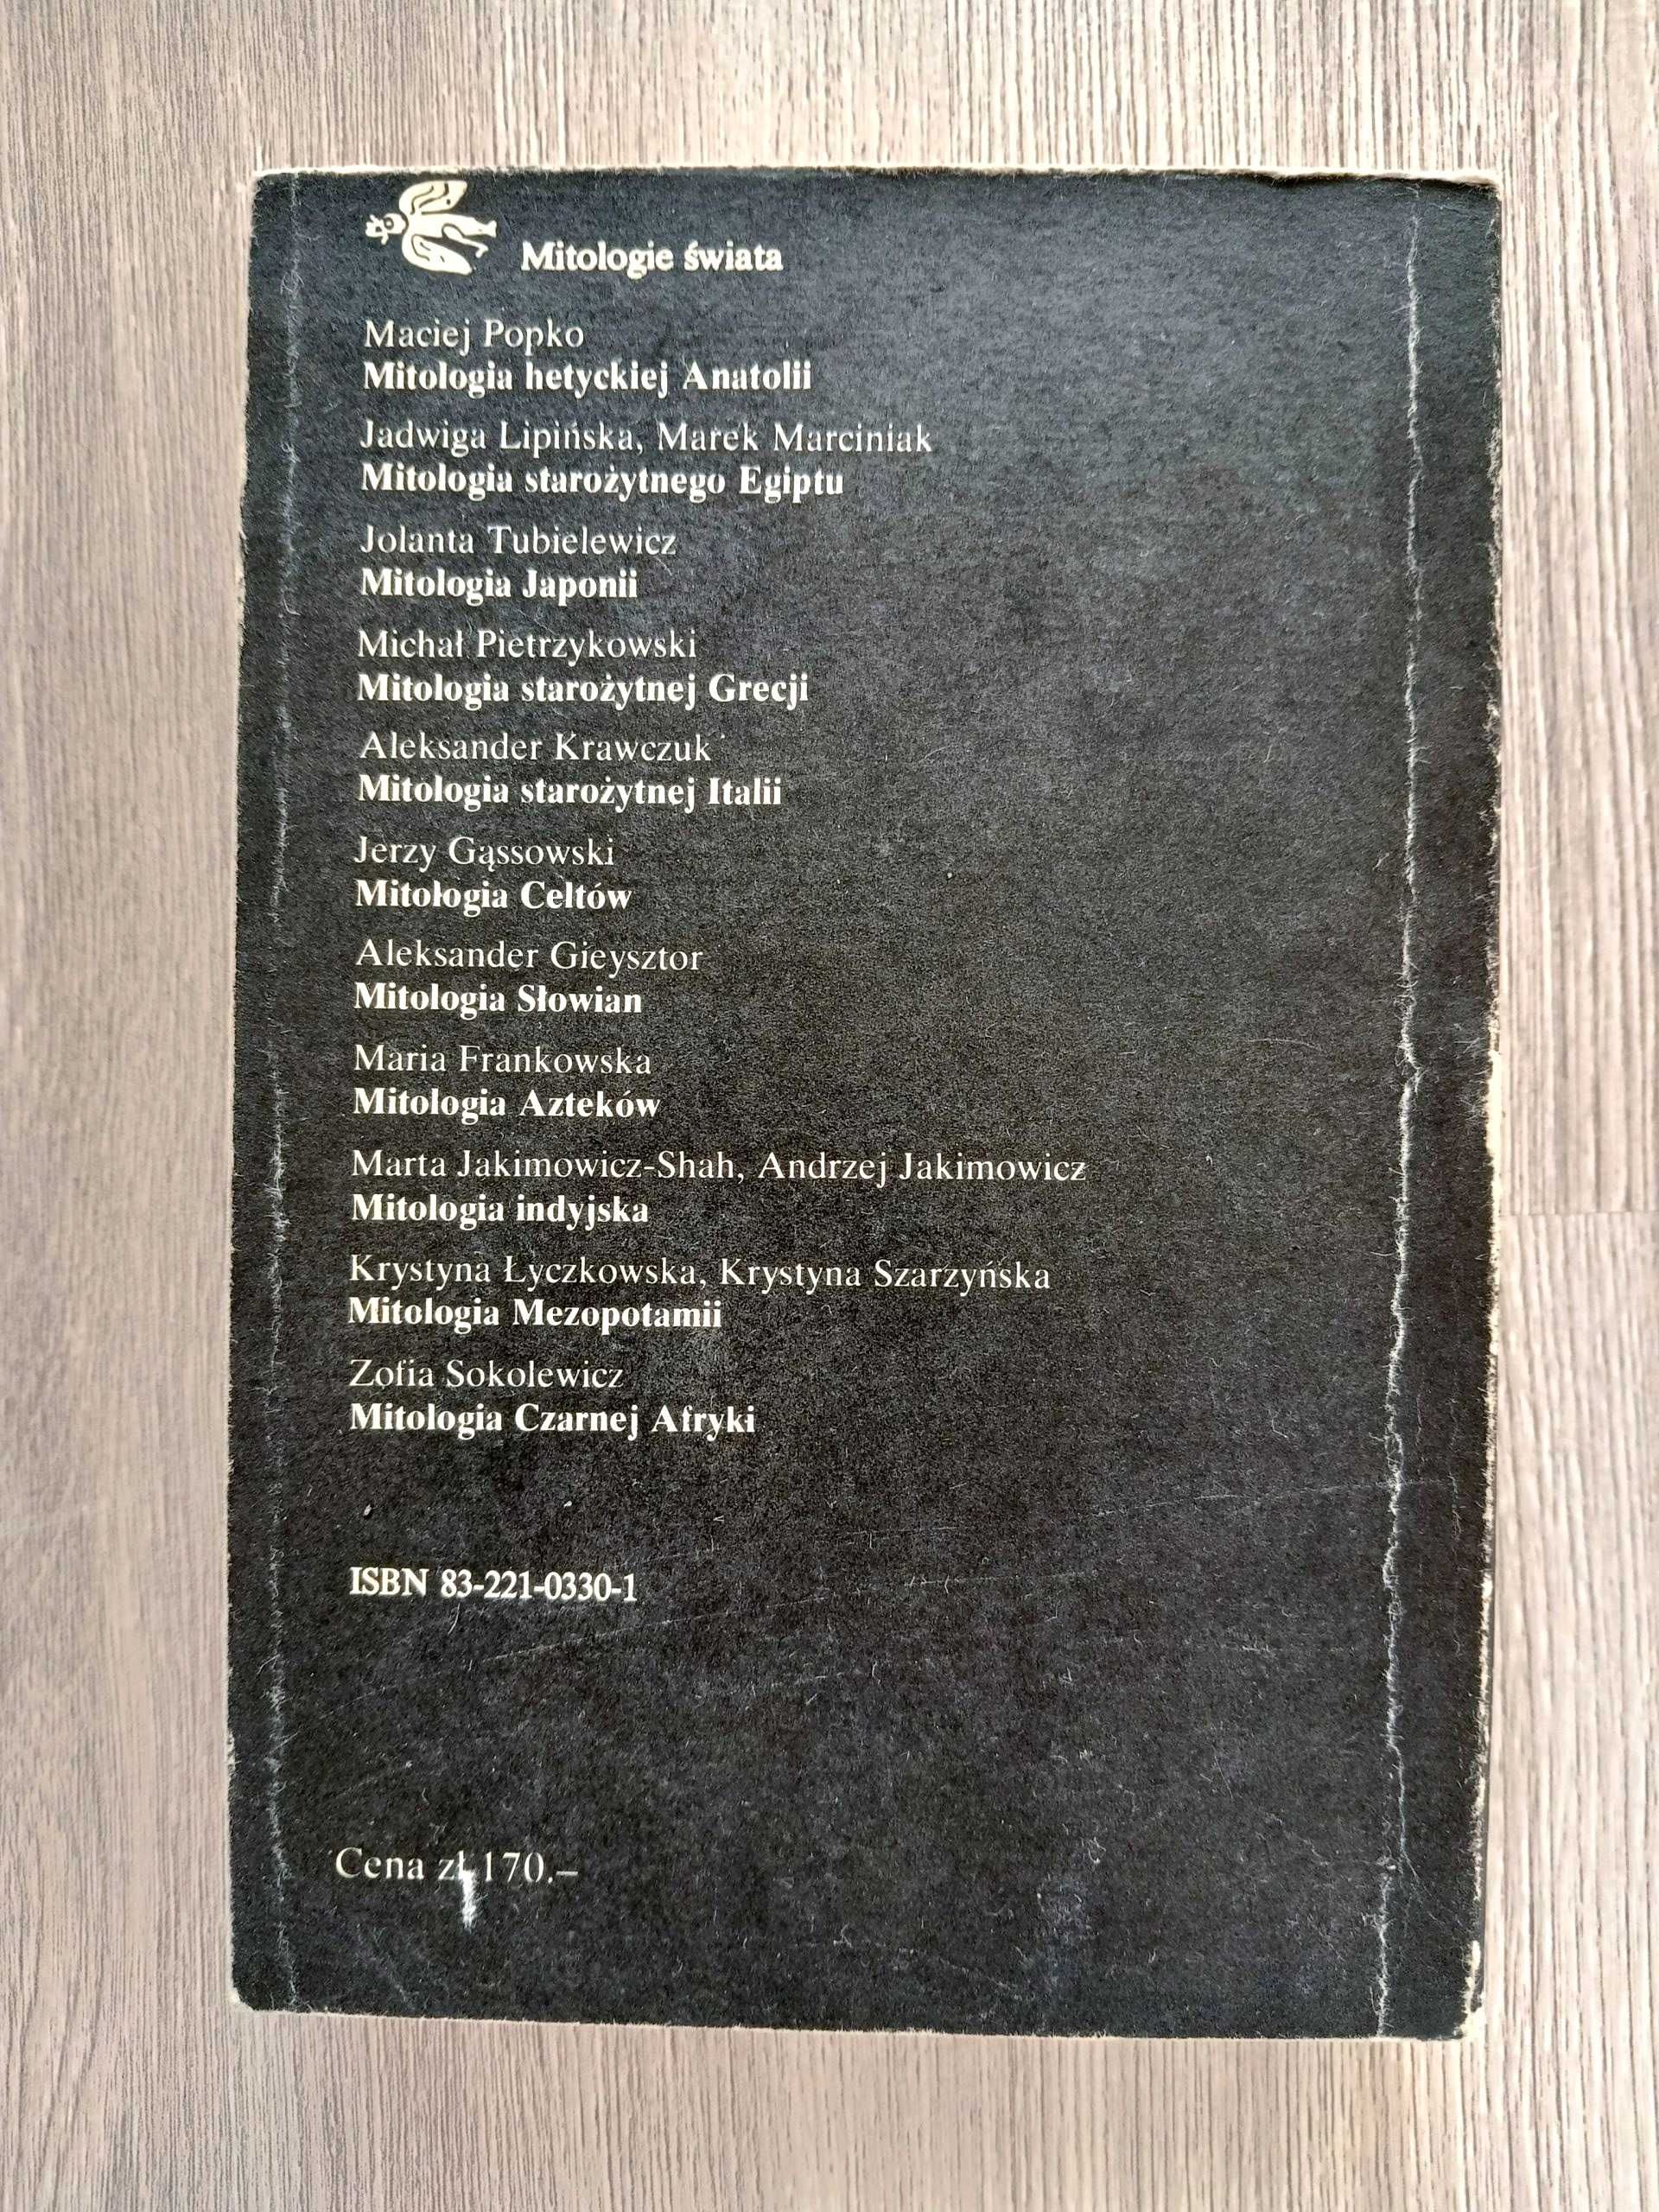 Mitologie świata
Maciej Popko
Mitologia hetyckiej Anatolii
Jadwiga Lipińska, Marek Marciniak
Mitologia starożytnego Egiptu
Jolanta Tubielewicz
Mitologia Japonii
Michał Pietrzykowski
Mitologia starożytnej Grecji
Aleksander Krawczuk
Mitologia starożytnej Italii
Jerzy Gąssowski
Mitologia Celtów
Aleksander Gieysztor
Mitologia Słowian
Maria Frankowska
Mitologia Azteków
Marta Jakimowicz-Shah, Andrzej Jakimowicz
Mitologia indyjska
Krystyna Łyczkowska, Krystyna Szarzyńska
Mitologia Mezopotamii
Zofia Sokolewicz
Mitologia Czarnej Afryki
ISBN 83-221-0330-1
Cena zł 170.–